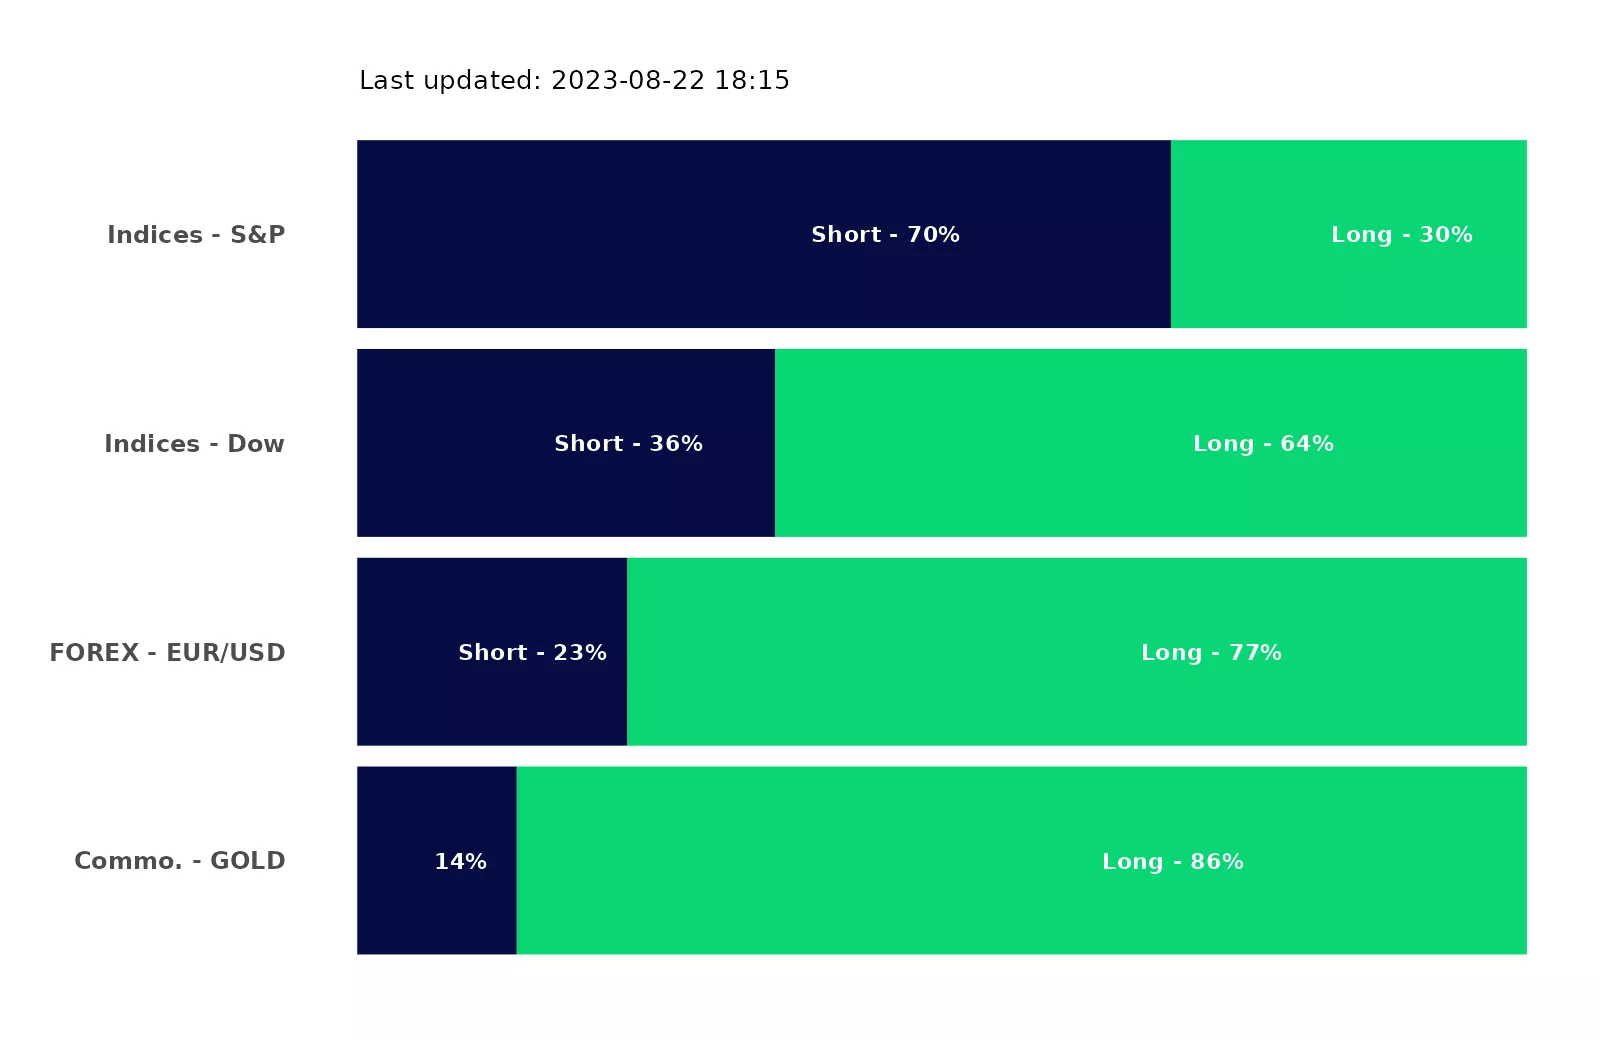 Last updated: 2023-08-22 18:15
Indices - S&P
Short - 70%
Long - 30%
Indices - Dow
Short - 36%
Long - 64%
FOREX - EUR/USD
Short - 23%
Long - 77%
Commo. - GOLD
14%
Long - 86%